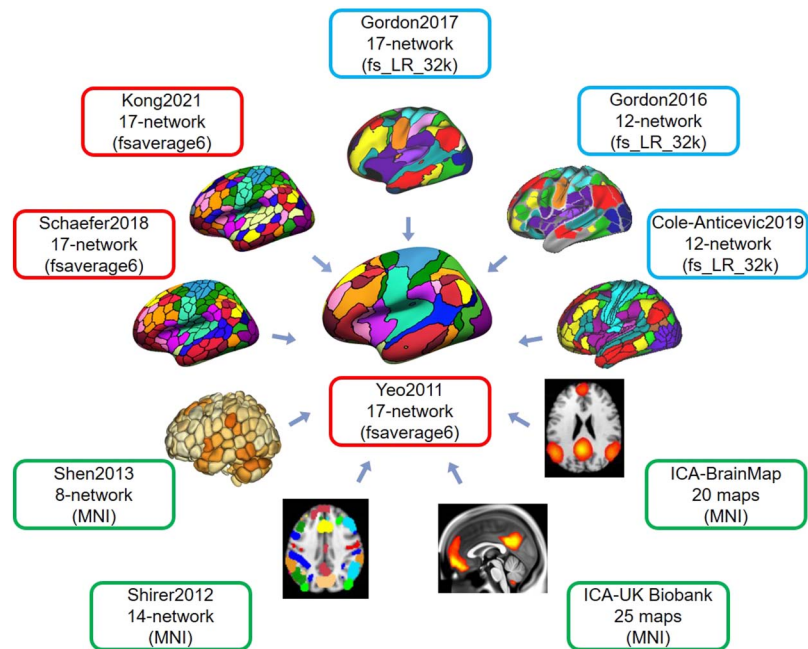 Gordon2017
17-network
(fs_LR_32k)
Kong2021
17-network
(fsaverage6)
Gordon2016
12-network
(fs_LR_32k)
Schaefer2018
17-network
(fsaverage6)
Cole-Anticevic2019
12-network
(fs_LR_32k)
Yeo2011
17-network
(fsaverage6)
Shen2013
8-network
(MNI)
ICA-BrainMap
20 maps
(MNI)
Shirer2012
14-network
(MNI)
ICA-UK Biobank
25 maps
(MNI)